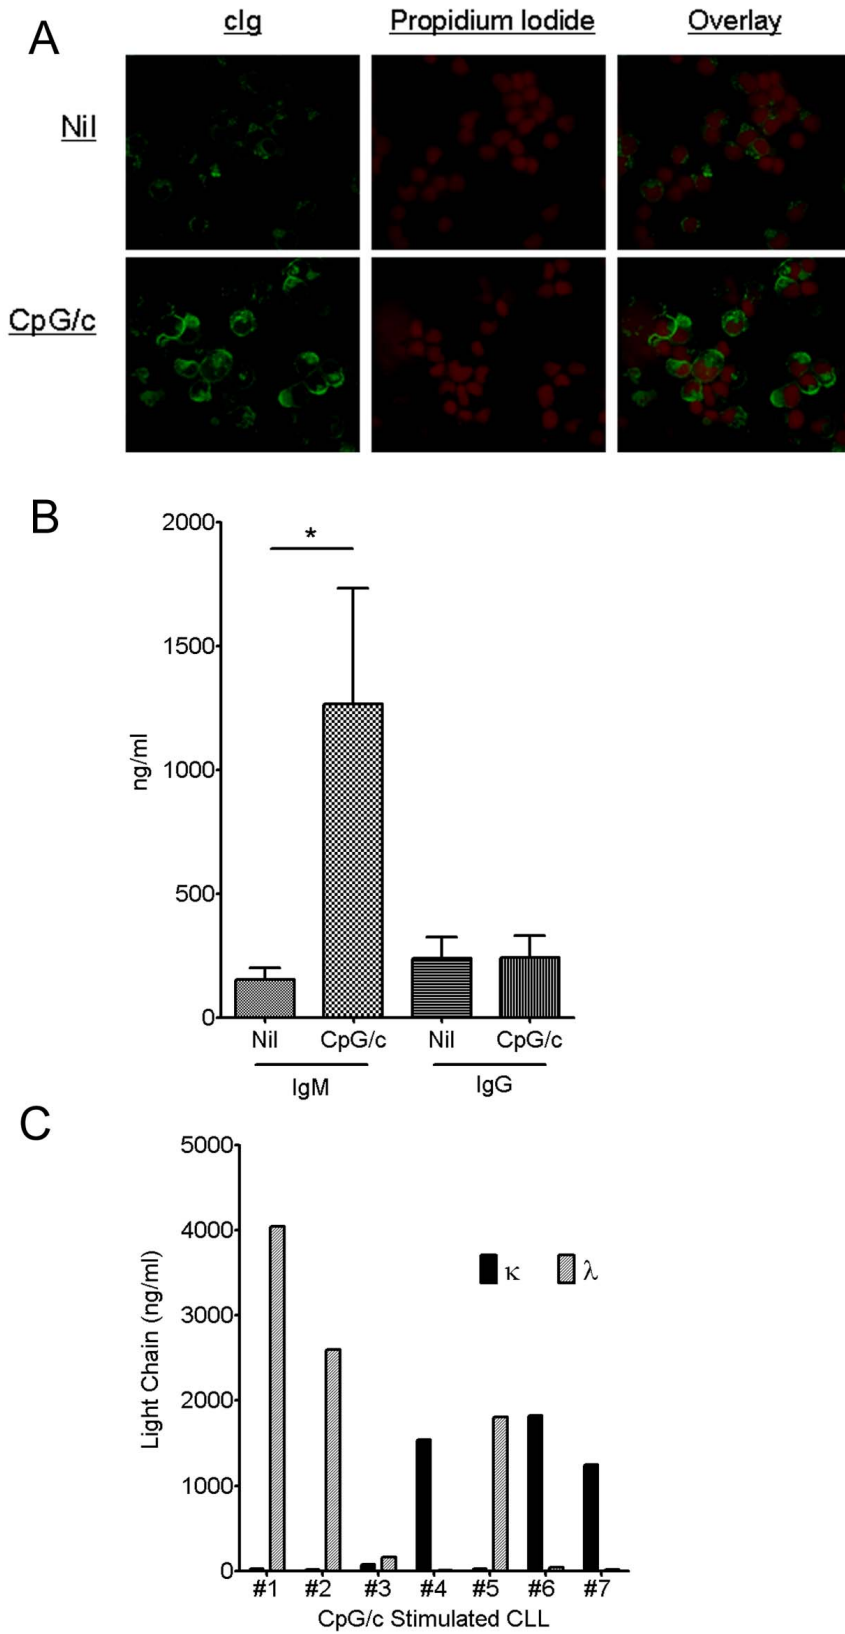 A
cIg Propidium Iodide Overlay
Nil
CpG/c
B
2000
*
1500
1000
500
0
ng/ml
Nil CpG/c Nil CpG/c
IgM IgG
C
5000
4000
3000
2000
1000
0
Light Chain (ng/ml)
κ λ
#1 #2 #3 #4 #5 #6 #7
CpG/c Stimulated CLL